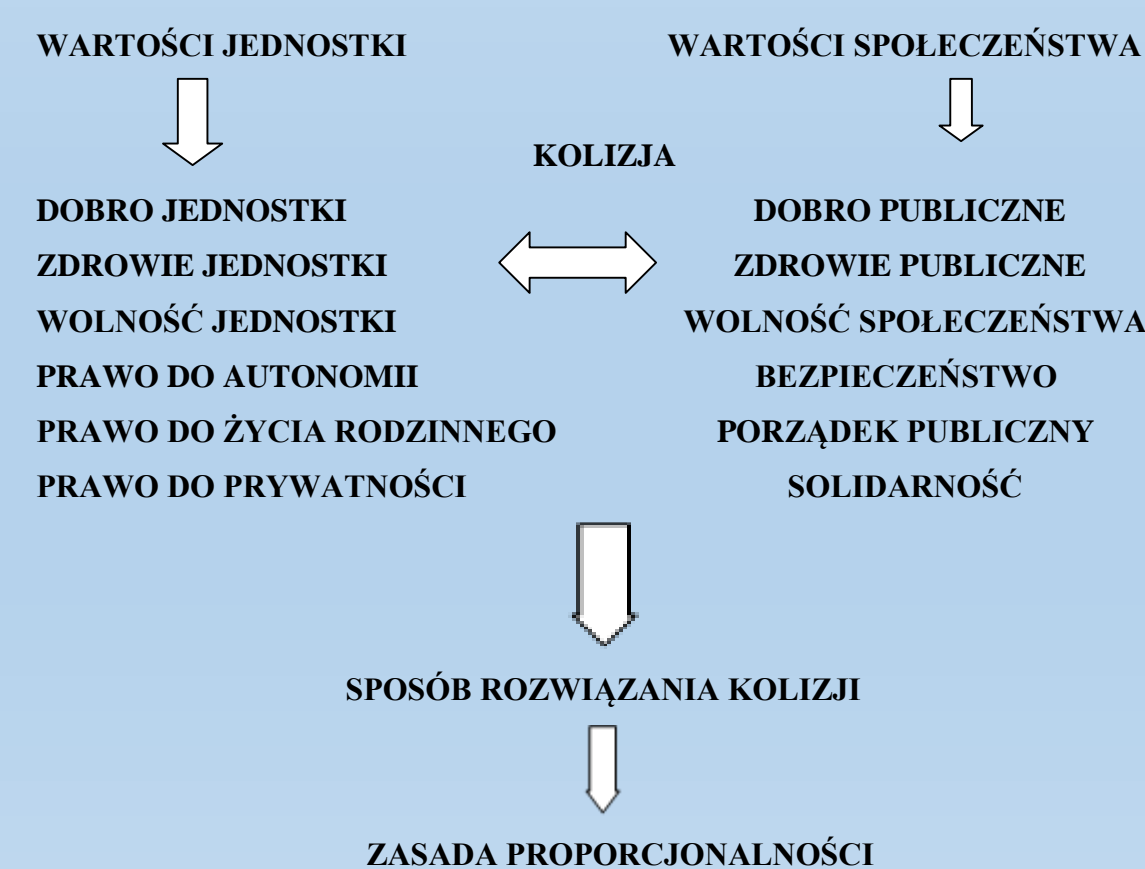 WARTOŚCI JEDNOSTKI WARTOŚCI SPOŁECZEŃSTWA
KOLIZJA
DOBRO JEDNOSTKI DOBRO PUBLICZNE
ZDROWIE JEDNOSTKI ZDROWIE PUBLICZNE
WOLNOŚĆ JEDNOSTKI WOLNOŚĆ SPOŁECZEŃSTWA
PRAWO DO AUTONOMII BEZPIECZEŃSTWO
PRAWO DO ŻYCIA RODZINNEGO PORZĄDEK PUBLICZNY
PRAWO DO PRYWATNOŚCI SOLIDARNOŚĆ
SPOSÓB ROZWIĄZANIA KOLIZJI
ZASADA PROPORCJONALNOŚCI